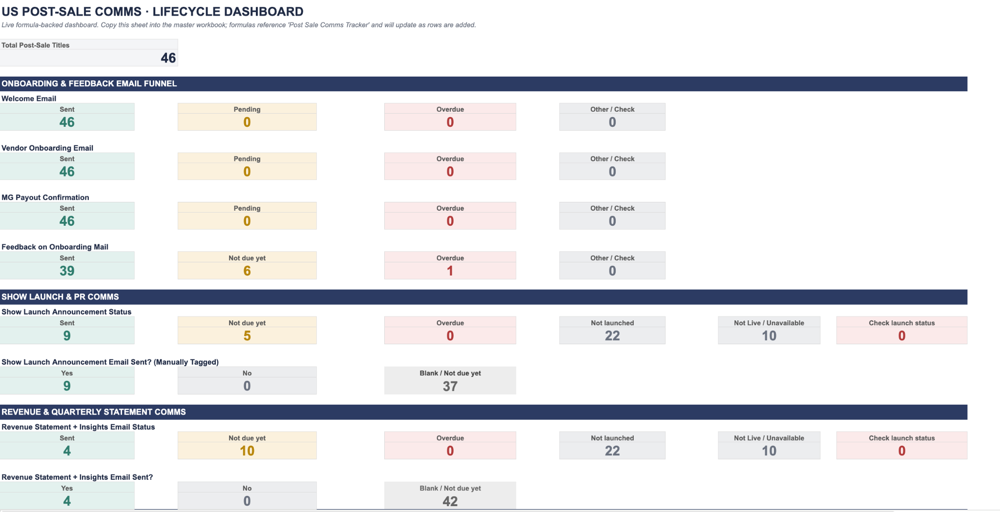 US POST-SALE COMMS · LIFECYCLE DASHBOARD
Live formula-backed dashboard. Copy this sheet into the master workbook; formulas reference 'Post Sale Comms Tracker' and will update as rows are added.
Total Post-Sale Titles
46
ONBOARDING & FEEDBACK EMAIL FUNNEL
Welcome Email
Sent Pending Overdue Other / Check
46 0 0 0
Vendor Onboarding Email
Sent Pending Overdue Other / Check
46 0 0 0
MG Payout Confirmation
Sent Pending Overdue Other / Check
46 0 0 0
Feedback on Onboarding Mail
Sent Not due yet Overdue Other / Check
39 6 1 0
SHOW LAUNCH & PR COMMS
Show Launch Announcement Status
Sent Not due yet Overdue Not launched Not Live / Unavailable Check launch status
9 5 0 22 10 0
Show Launch Announcement Email Sent? (Manually Tagged)
Yes No Blank / Not due yet
9 0 37
REVENUE & QUARTERLY STATEMENT COMMS
Revenue Statement + Insights Email Status
Sent Not due yet Overdue Not launched Not Live / Unavailable Check launch status
4 10 0 22 10 0
Revenue Statement + Insights Email Sent?
Yes No Blank / Not due yet
4 0 42